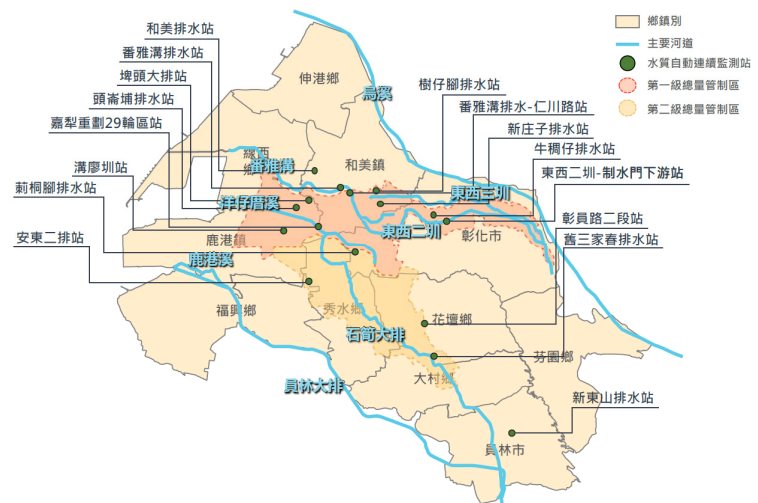 鄉鎮別
主要河道
水質自動連續監測站
第一級總量管制區
第二級總量管制區
和美排水站
番雅溝排水站
埤頭大排站
頭崙埔排水站
嘉犁重劃29輪區站
溝廖圳站
莿桐腳排水站
安東二排站
樹仔腳排水站
番雅溝排水-仁川路站
新庄子排水站
牛稠仔排水站
東西二圳-制水門下游站
彰員路二段站
舊三家春排水站
新東山排水站
伸港鄉
烏溪
線西鄉
番雅溝
和美鎮
東西三圳
洋仔厝溪
東西二圳
鹿港鎮
彰化市
鹿港溪
福興鄉
秀水鄉
花壇鄉
石筍大排
芬園鄉
大村鄉
員林大排
員林市